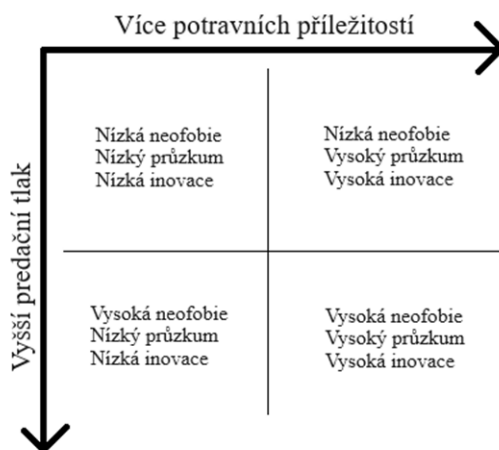 Více potravních příležitostí
Vyšší predační tlak
Nízká neofobie
Nízký průzkum
Nízká inovace
Nízká neofobie
Vysoký průzkum
Vysoká inovace
Vysoká neofobie
Nízký průzkum
Nízká inovace
Vysoká neofobie
Vysoký průzkum
Vysoká inovace